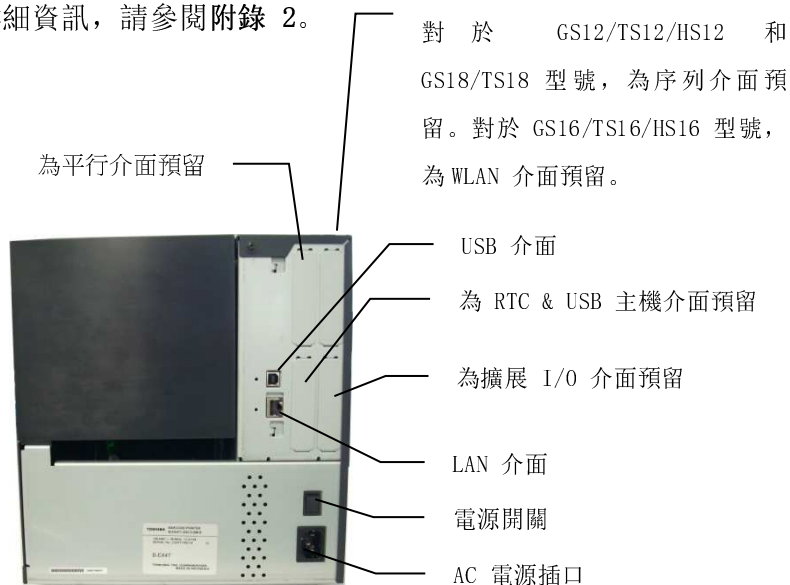 細資訊，請參閱附錄 2。
對於 GS12/TS12/HS12 和
GS18/TS18 型號，為序列介面預
留。對於 GS16/TS16/HS16 型號，
為 WLAN 介面預留。
為平行介面預留
USB 介面
為 RTC & USB 主機介面預留
為擴展 I/O 介面預留
LAN 介面
電源開關
AC 電源插口
TOSHIBA